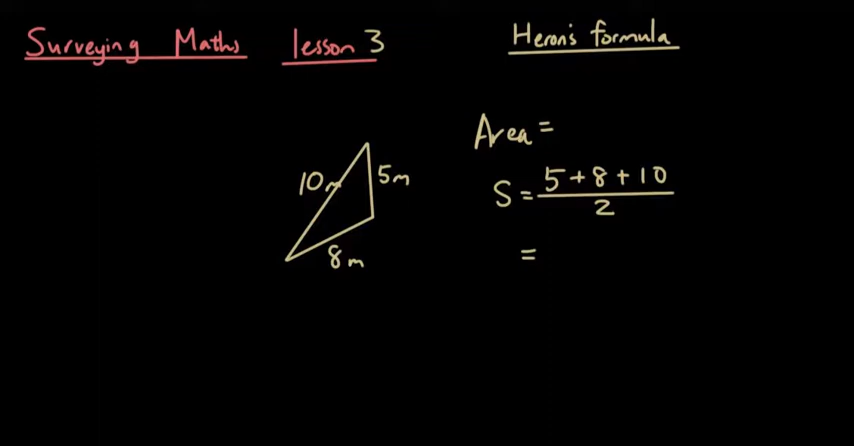 Surveying Maths lesson 3
Heron's formula
Area =
10m
5m
S = 5 + 8 + 10
2
8m
=